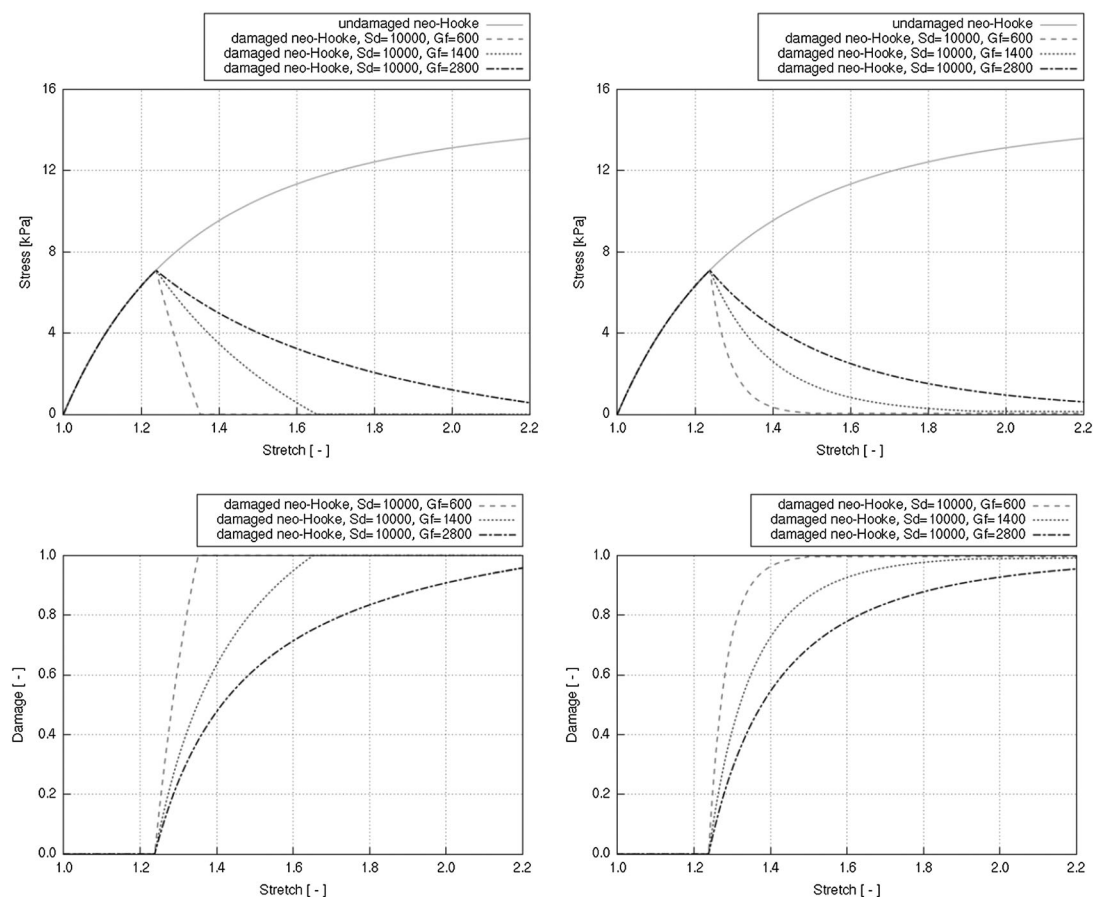 undamaged neo-Hooke
damaged neo-Hooke, Sd=10000, Gf=600
damaged neo-Hooke, Sd=10000, Gf=1400
damaged neo-Hooke, Sd=10000, Gf=2800
16
12
8
4
0
Stress [kPa]
1.0 1.2 1.4 1.6 1.8 2.0 2.2
Stretch [ - ]
undamaged neo-Hooke
damaged neo-Hooke, Sd=10000, Gf=600
damaged neo-Hooke, Sd=10000, Gf=1400
damaged neo-Hooke, Sd=10000, Gf=2800
16
12
8
4
0
Stress [kPa]
1.0 1.2 1.4 1.6 1.8 2.0 2.2
Stretch [ - ]
damaged neo-Hooke, Sd=10000, Gf=600
damaged neo-Hooke, Sd=10000, Gf=1400
damaged neo-Hooke, Sd=10000, Gf=2800
1.0
0.8
0.6
0.4
0.2
0.0
Damage [ - ]
1.0 1.2 1.4 1.6 1.8 2.0 2.2
Stretch [ - ]
damaged neo-Hooke, Sd=10000, Gf=600
damaged neo-Hooke, Sd=10000, Gf=1400
damaged neo-Hooke, Sd=10000, Gf=2800
1.0
0.8
0.6
0.4
0.2
0.0
Damage [ - ]
1.0 1.2 1.4 1.6 1.8 2.0 2.2
Stretch [ - ]